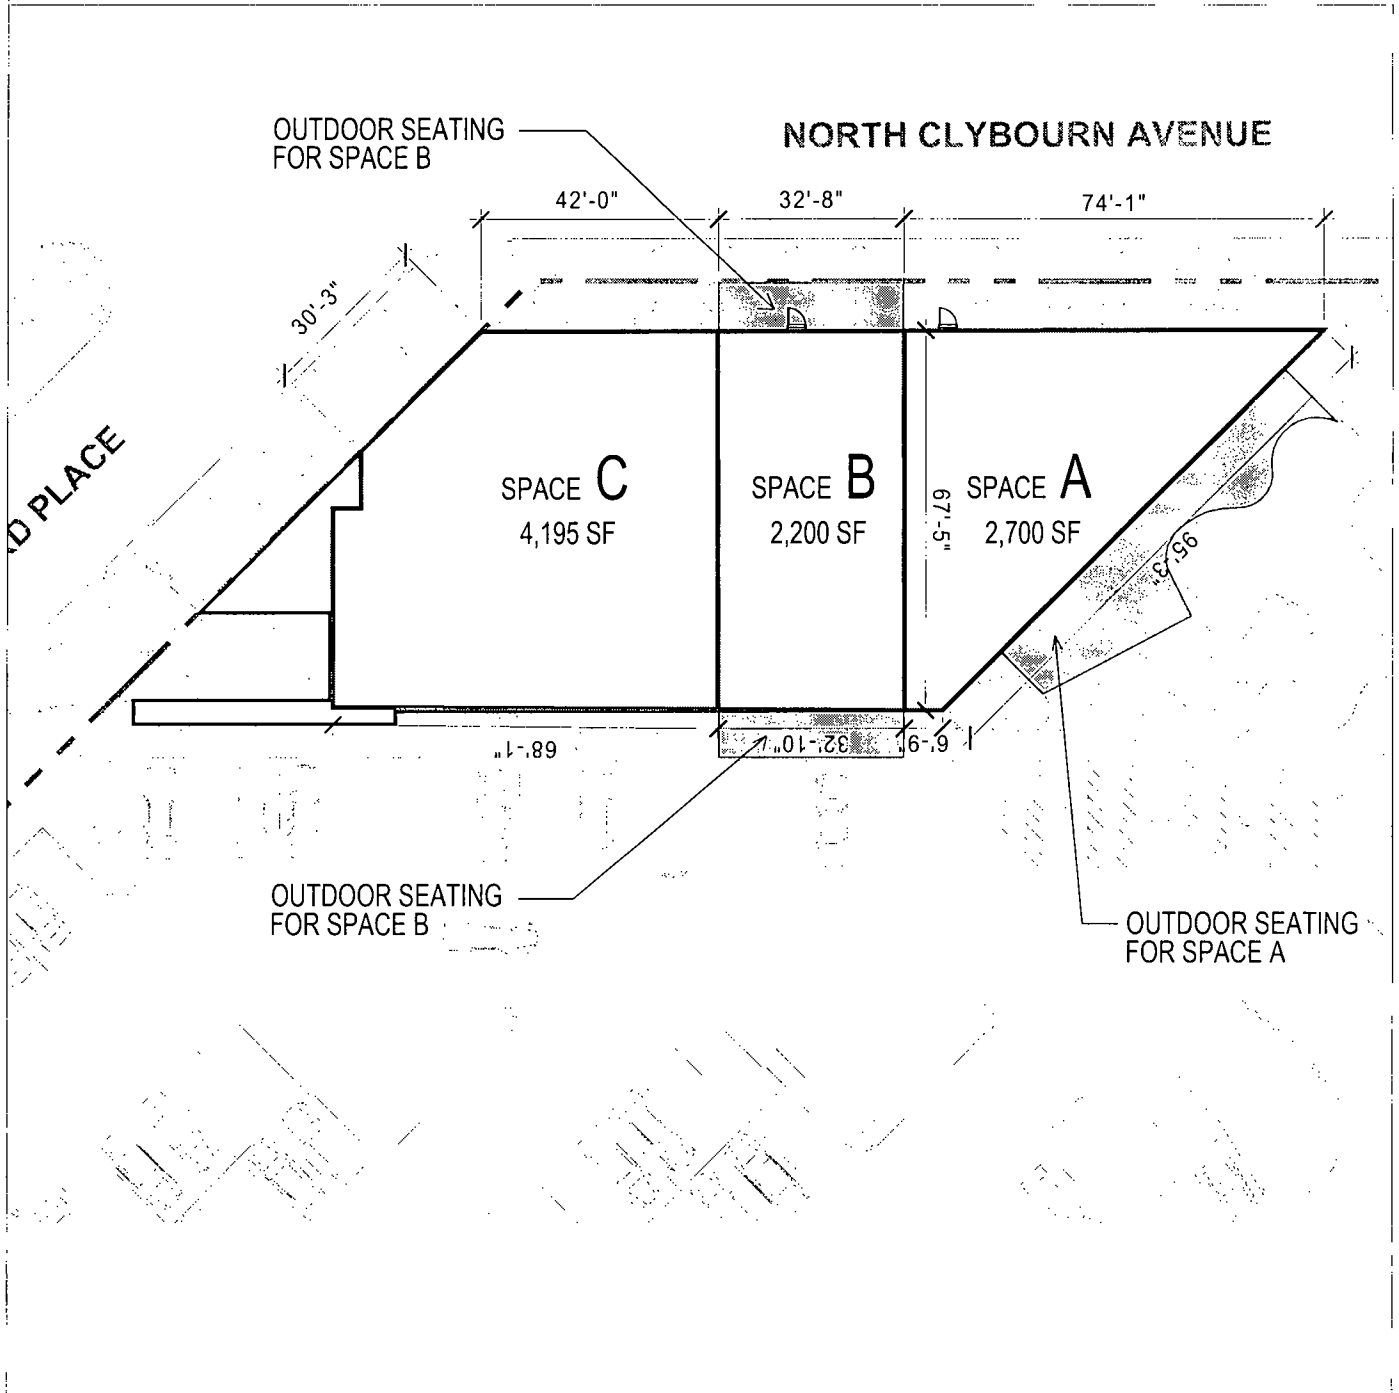 OUTDOOR SEATING
FOR SPACE B
NORTH CLYBOURN AVENUE
42'-0"
32'-8"
74'-1"
30'-3"
PLACE
SPACE C
4,195 SF
SPACE B
2,200 SF
67'-5"
SPACE A
2,700 SF
95'-3"
68'-1"
32'-10"
6'-9"
OUTDOOR SEATING
FOR SPACE B
OUTDOOR SEATING
FOR SPACE A